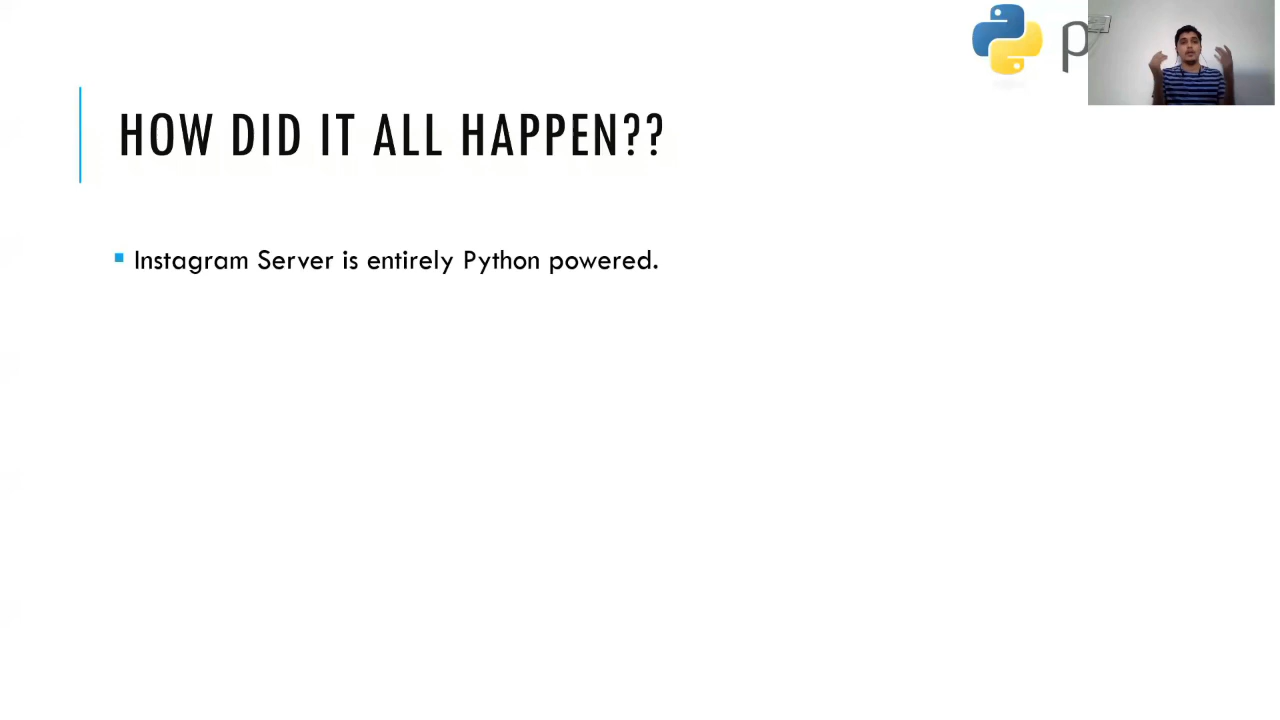 HOW DID IT ALL HAPPEN??
Instagram Server is entirely Python powered.